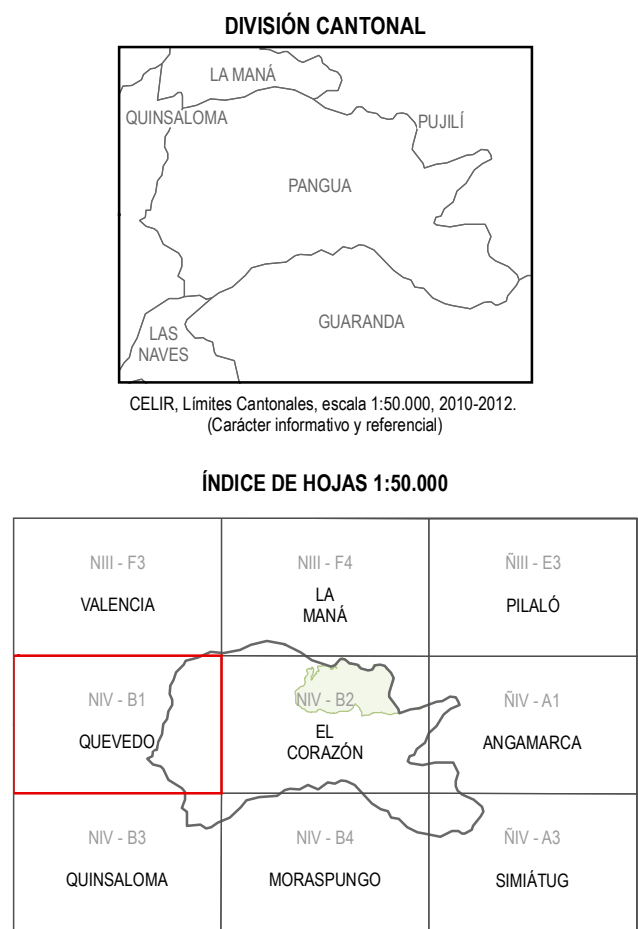 DIVISIÓN CANTONAL
LA MANÁ
QUINSALOMA
PUJILÍ
PANGUA
GUARANDA
LAS
NAVES
CELIR, Límites Cantonales, escala 1:50.000, 2010-2012.
(Carácter informativo y referencial)
ÍNDICE DE HOJAS 1:50.000
NIII - F3
VALENCIA
NIII - F4
LA
MANÁ
ÑIII - E3
PILALÓ
NIV - B1
QUEVEDO
NIV - B2
EL
CORAZÓN
ÑIV - A1
ANGAMARCA
NIV - B3
QUINSALOMA
NIV - B4
MORASPUNGO
ÑIV - A3
SIMIÁTUG